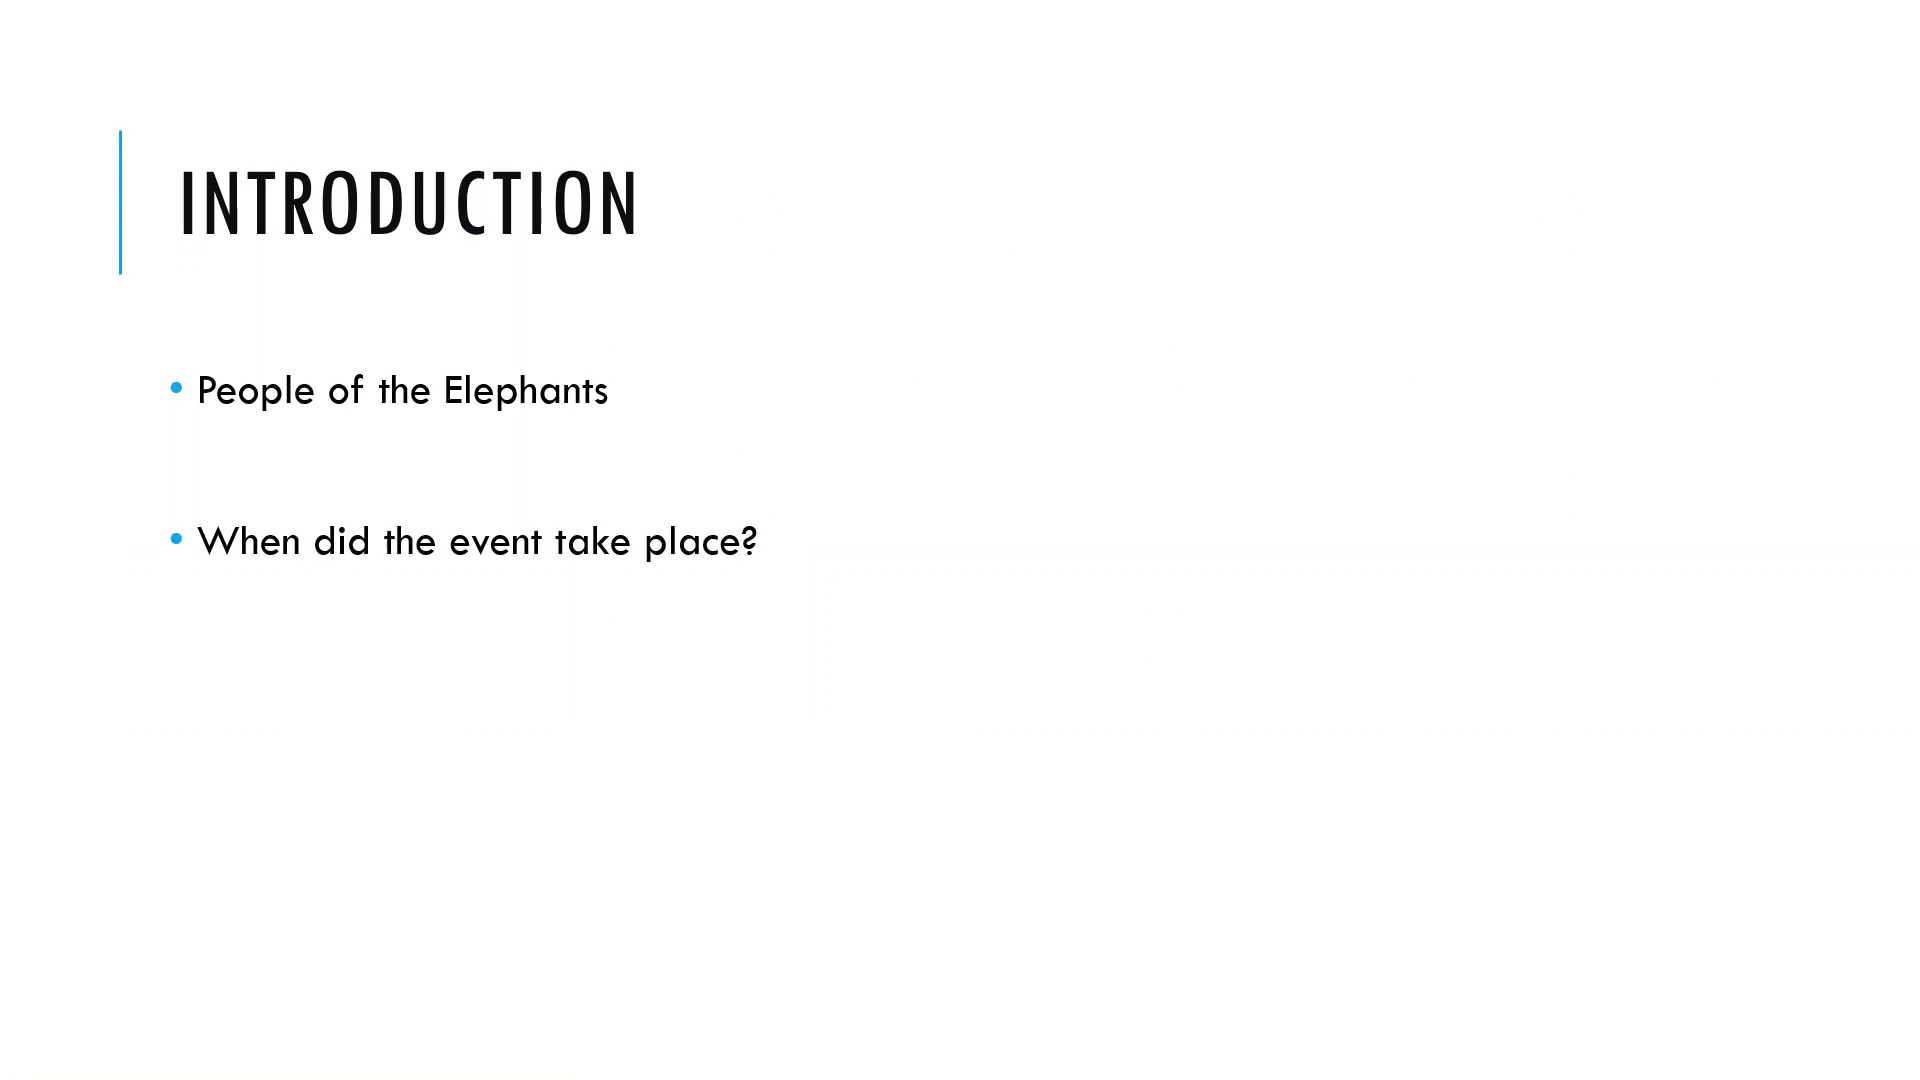 INTRODUCTION
• People of the Elephants
• When did the event take place?